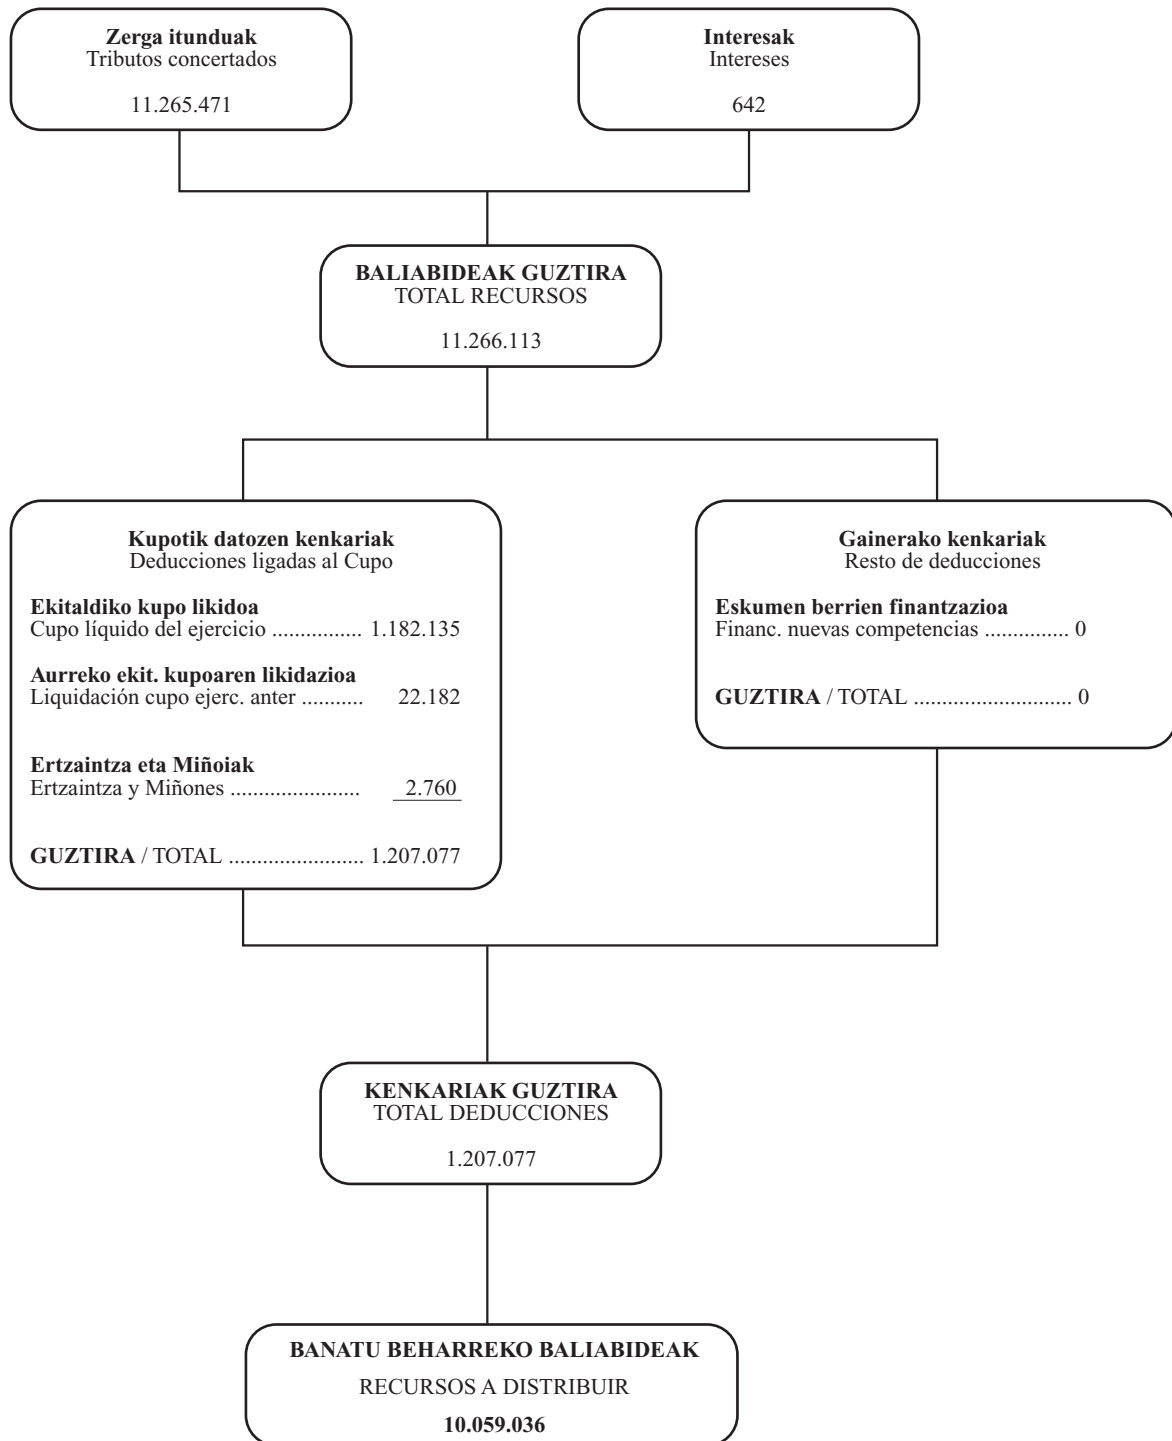 Zerga itunduak
Tributos concertados
11.265.471
Interesak
Intereses
642
BALIABIDEAK GUZTIRA
TOTAL RECURSOS
11.266.113
Kupotik datozen kenkariak
Deducciones ligadas al Cupo
Ekitaldiko kupo likidoa
Cupo líquido del ejercicio ................ 1.182.135
Aurreko ekit. kupoaren likidazioa
Liquidación cupo ejerc. anter ........... 22.182
Ertzaintza eta Miñoiak
Ertzaintza y Miñones ....................... 2.760
GUZTIRA / TOTAL ........................ 1.207.077
Gainerako kenkariak
Resto de deducciones
Eskumen berrien finantzazioa
Financ. nuevas competencias ............... 0
GUZTIRA / TOTAL ............................ 0
KENKARIAK GUZTIRA
TOTAL DEDUCCIONES
1.207.077
BANATU BEHARREKO BALIABIDEAK
RECURSOS A DISTRIBUIR
10.059.036